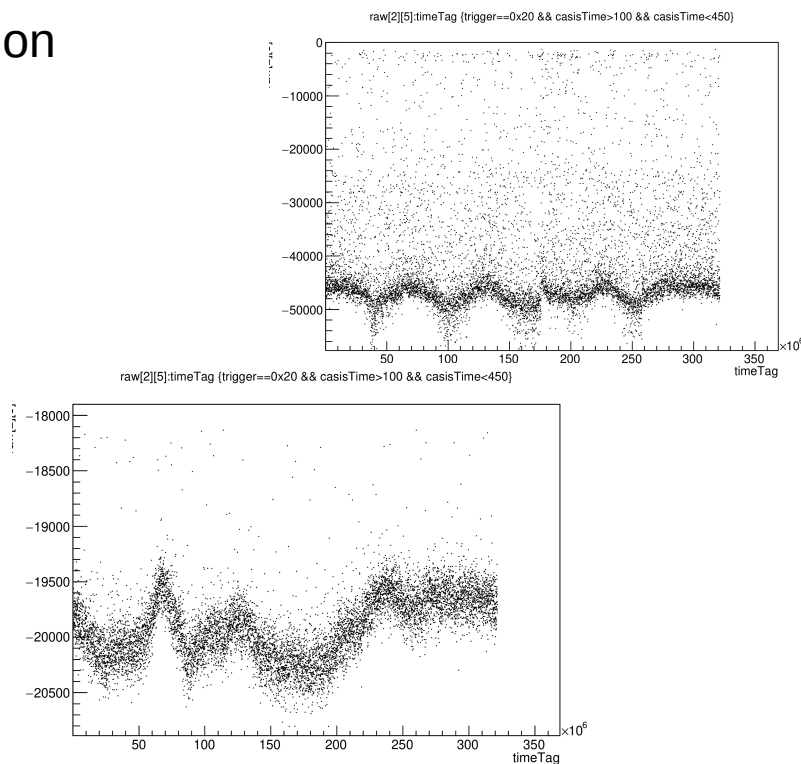 on
raw[2][5]:timeTag {trigger==0x20 && casisTime>100 && casisTime<450}
0
−10000
−20000
−30000
−40000
−50000
50 100 150 200 250 300 350
×10⁶
timeTag
raw[2][5]:timeTag {trigger==0x20 && casisTime>100 && casisTime<450}
−18000
−18500
−19000
−19500
−20000
−20500
50 100 150 200 250 300 350
×10⁶
timeTag